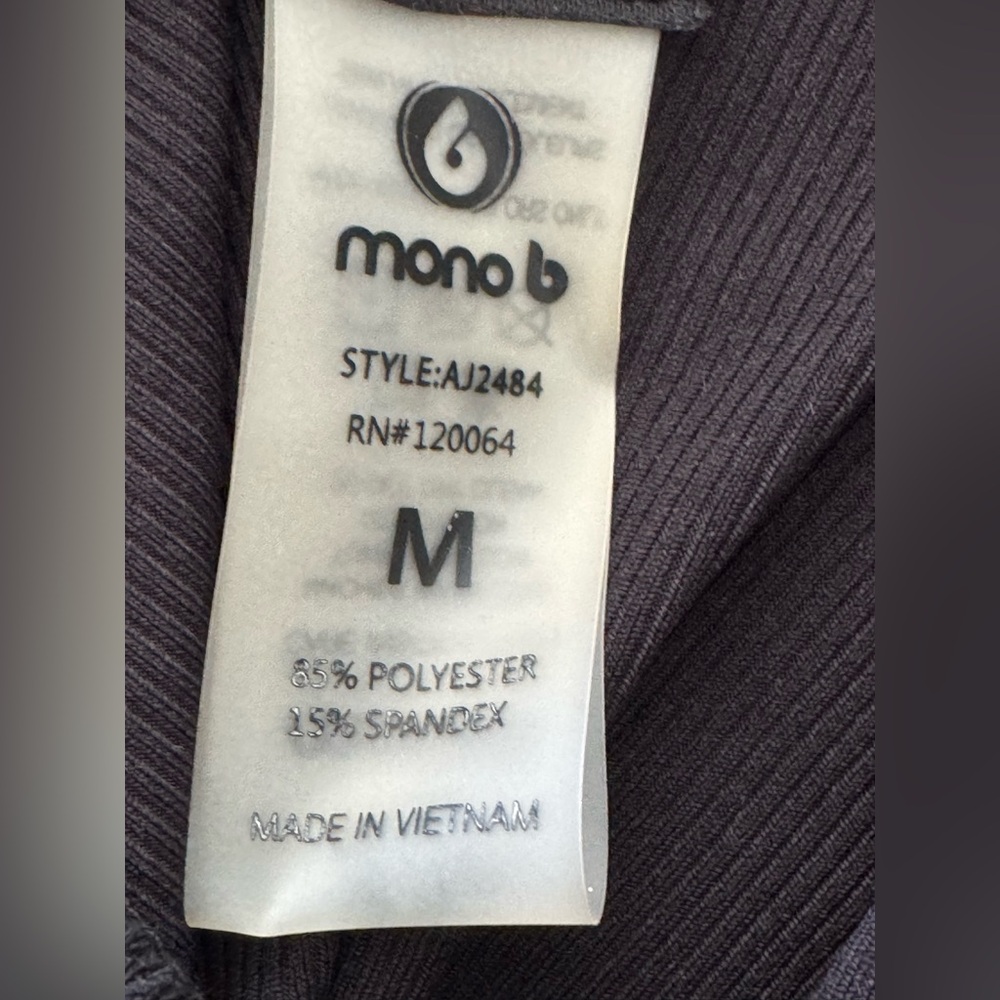 mono b
STYLE:AJ2484
RN#120064
M
85% POLYESTER
15% SPANDEX
MADE IN VIETNAM